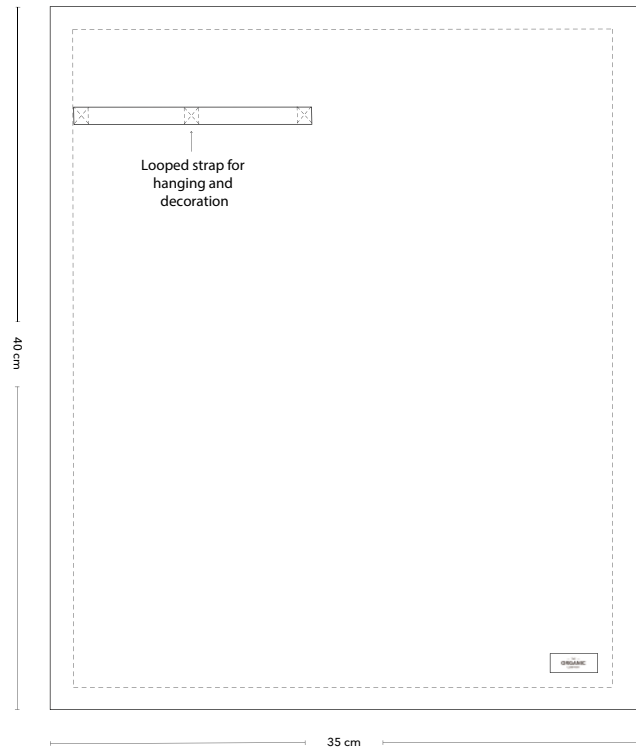 Looped strap for
hanging and
decoration
40 cm
ORGANIC
35 cm